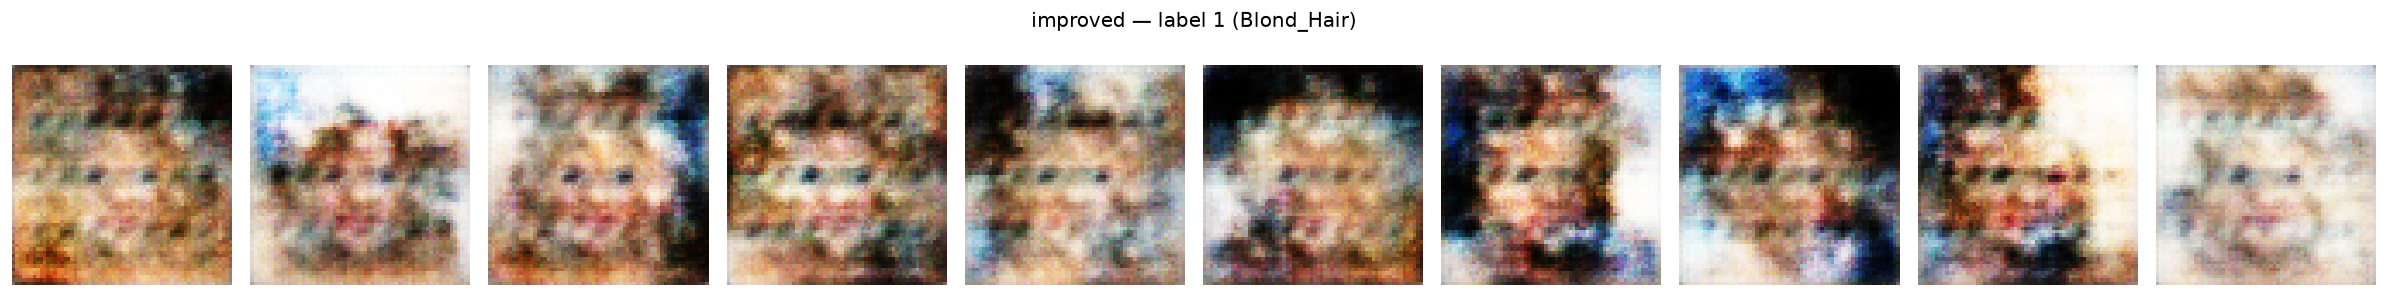 improved — label 1 (Blond_Hair)